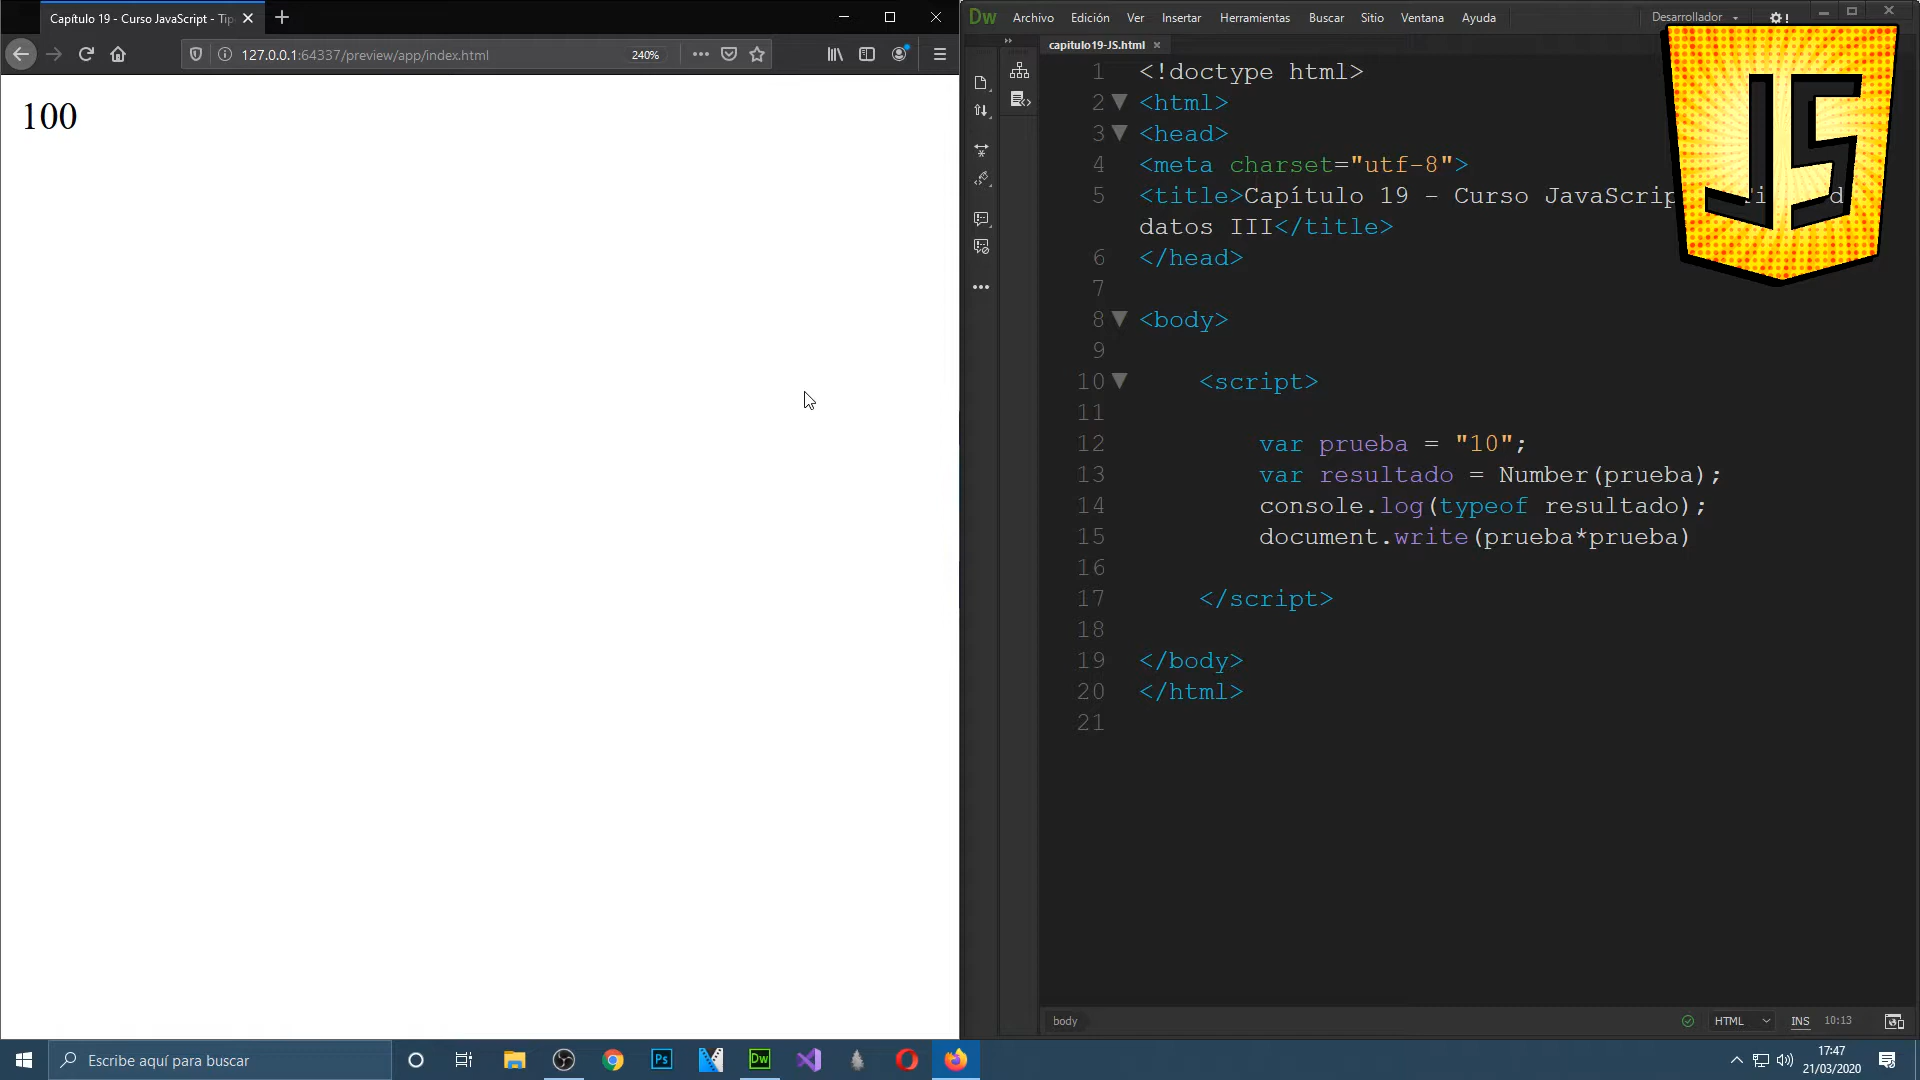 Capítulo 19 - Curso JavaScript - Tip
127.0.0.1:64337/preview/app/index.html
240%
100
Dw
Archivo
Edición
Ver
Insertar
Herramientas
Buscar
Sitio
Ventana
Ayuda
Desarrollador
capitulo19-JS.html
1 <!doctype html>
2 <html>
3 <head>
4 <meta charset="utf-8">
5 <title>Capítulo 19 - Curso JavaScrip
datos III</title>
6 </head>
7
8 <body>
9
10 <script>
11
12 var prueba = "10";
13 var resultado = Number(prueba);
14 console.log(typeof resultado);
15 document.write(prueba*prueba)
16
17 </script>
18
19 </body>
20 </html>
21
JS
body
HTML
INS
10:13
Escribe aquí para buscar
Ps
Dw
17:47
21/03/2020